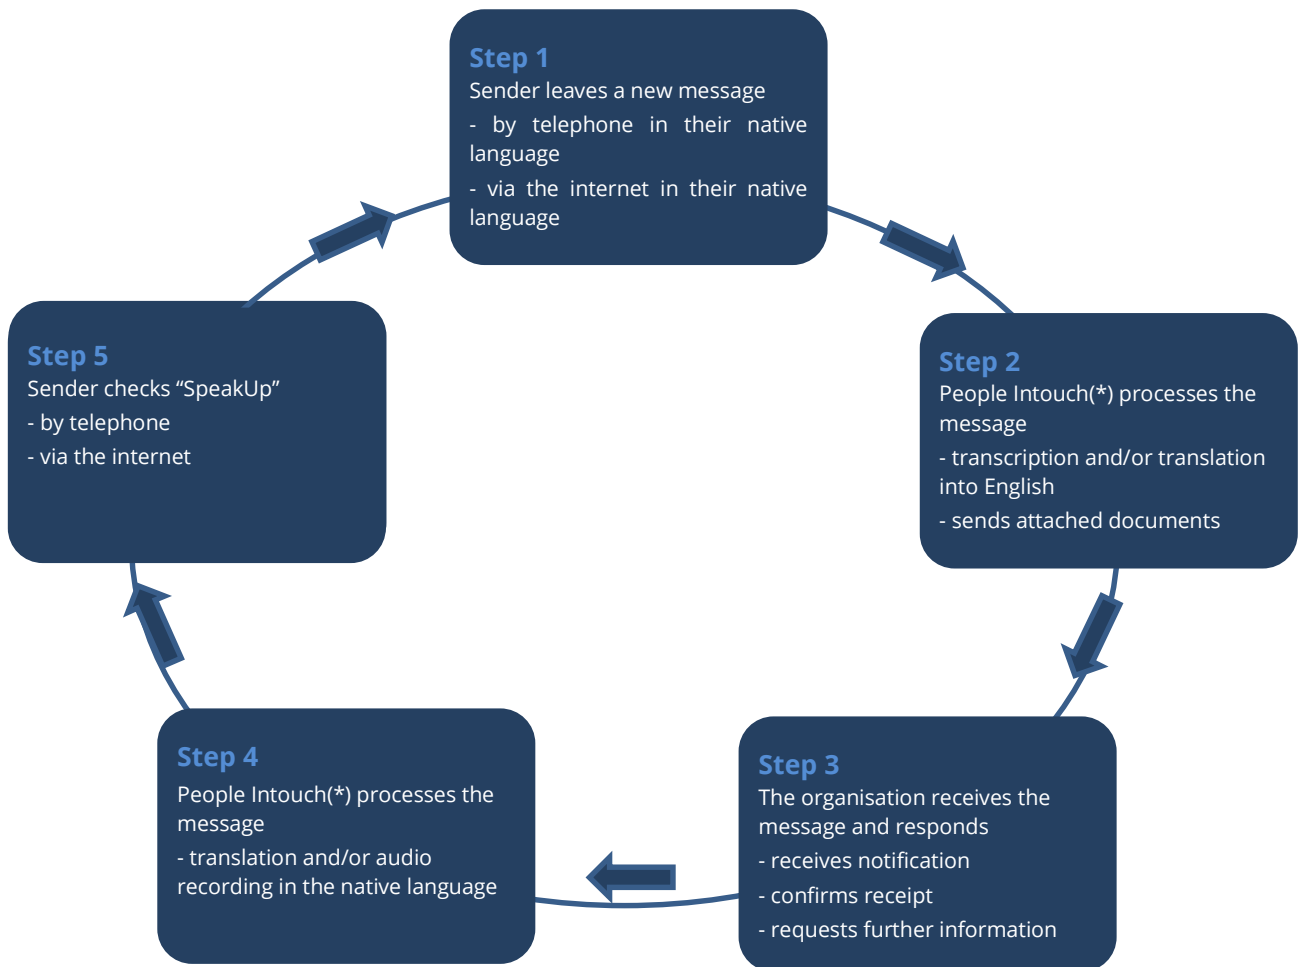 Step 1
Sender leaves a new message
- by telephone in their native
language
- via the internet in their native
language
Step 2
People Intouch(*) processes the
message
- transcription and/or translation
into English
- sends attached documents
Step 3
The organisation receives the
message and responds
- receives notification
- confirms receipt
- requests further information
Step 4
People Intouch(*) processes the
message
- translation and/or audio
recording in the native language
Step 5
Sender checks “SpeakUp”
- by telephone
- via the internet